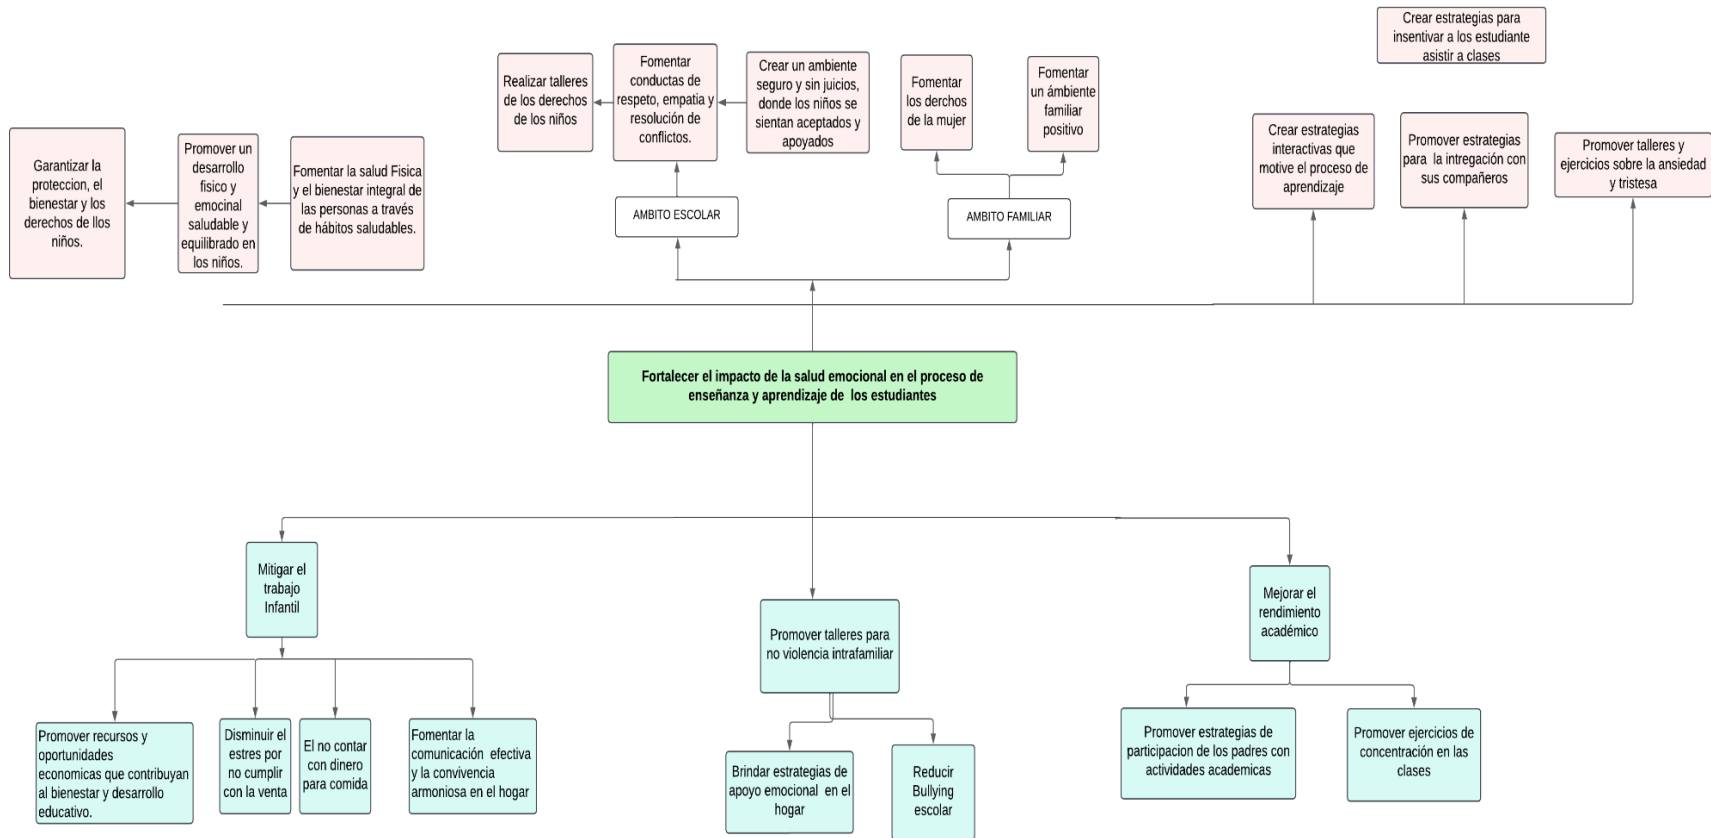 Crear estrategias para
insentivar a los estudiante
asistir a clases
Realizar talleres
de los derechos
de los niños
Fomentar
conductas de
respeto, empatia y
resolución de
conflictos.
Crear un ambiente
seguro y sin juicios,
donde los niños se
sientan aceptados y
apoyados
Fomentar
los derchos
de la mujer
Fomentar
un ámbiente
familiar
positivo
Garantizar la
proteccion, el
bienestar y los
derechos de llos
niños.
Promover un
desarrollo
fisico y
emocinal
saludable y
equilibrado en
los niños.
Fomentar la salud Fisica
y el bienestar integral de
las personas a través
de hábitos saludables.
Crear estrategias
interactivas que
motive el proceso de
aprendizaje
Promover estrategias
para la intregación con
sus compañeros
Promover talleres y
ejercicios sobre la ansiedad
y tristesa
AMBITO ESCOLAR
AMBITO FAMILIAR
Fortalecer el impacto de la salud emocional en el proceso de
enseñanza y aprendizaje de los estudiantes
Mitigar el
trabajo
Infantil
Promover talleres para
no violencia intrafamiliar
Mejorar el
rendimiento
académico
Promover recursos y
oportunidades
economicas que contribuyan
al bienestar y desarrollo
educativo.
Disminuir el
estres por
no cumplir
con la venta
El no contar
con dinero
para comida
Fomentar la
comunicación efectiva
y la convivencia
armoniosa en el hogar
Brindar estrategias de
apoyo emocional en el
hogar
Reducir
Bullying
escolar
Promover estrategias de
participacion de los padres con
actividades academicas
Promover ejercicios de
concentración en las
clases